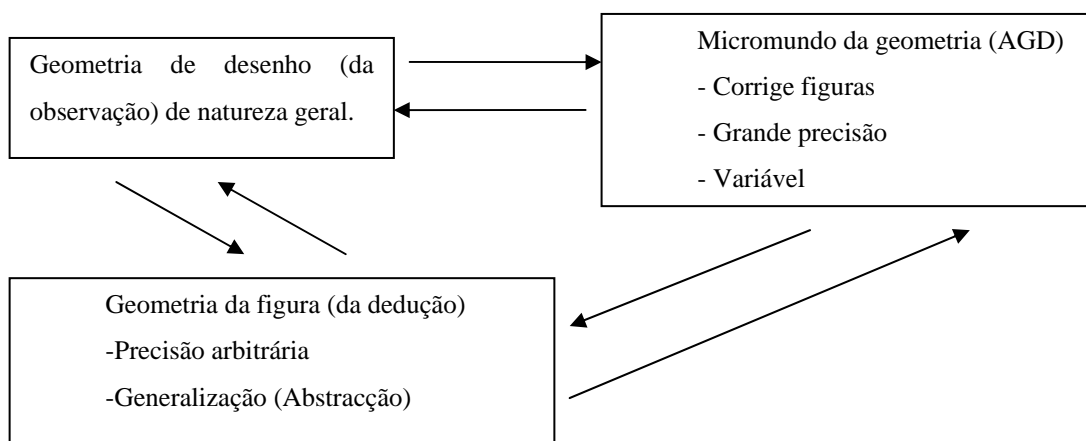 Geometria de desenho (da
observação) de natureza geral.
Micromundo da geometria (AGD)
- Corrige figuras
- Grande precisão
- Variável
Geometria da figura (da dedução)
-Precisão arbitrária
-Generalização (Abstracção)